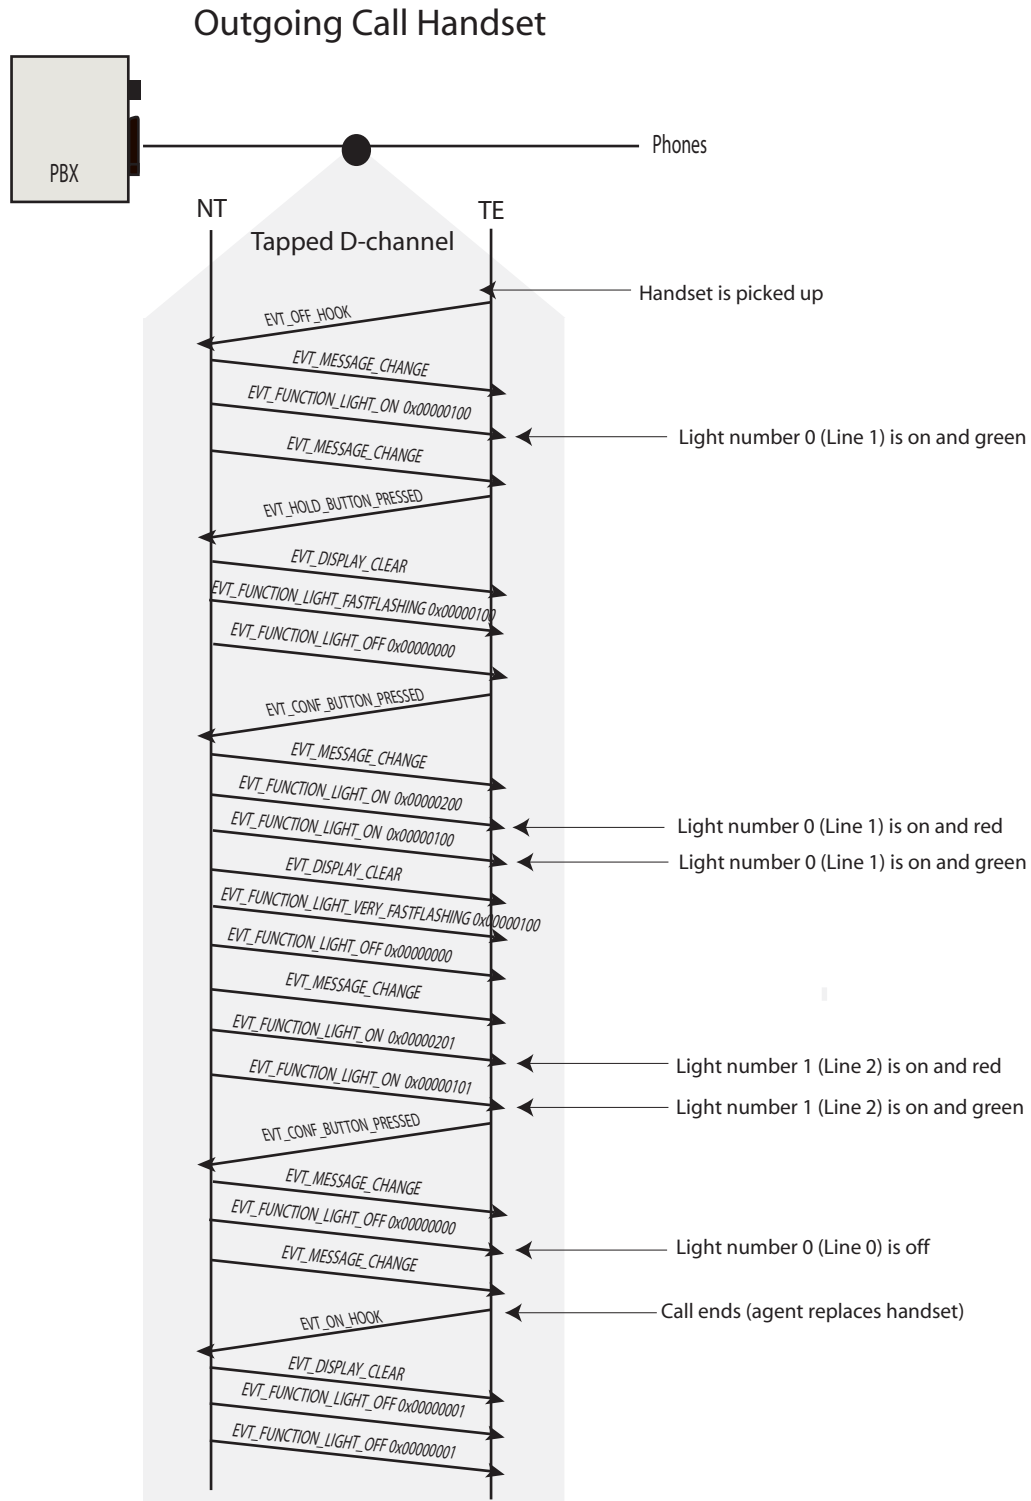 Outgoing Call Handset
PBX
Phones
NT
TE
Tapped D-channel
Handset is picked up
EVT_OFF_HOOK
EVT_MESSAGE_CHANGE
EVT_FUNCTION_LIGHT_ON 0x00000100
Light number 0 (Line 1) is on and green
EVT_MESSAGE_CHANGE
EVT_HOLD_BUTTON_PRESSED
EVT_DISPLAY_CLEAR
EVT_FUNCTION_LIGHT_FASTFLASHING 0x00000100
EVT_FUNCTION_LIGHT_OFF 0x00000000
EVT_CONF_BUTTON_PRESSED
EVT_MESSAGE_CHANGE
EVT_FUNCTION_LIGHT_ON 0x00000200
Light number 0 (Line 1) is on and red
EVT_FUNCTION_LIGHT_ON 0x00000100
Light number 0 (Line 1) is on and green
EVT_DISPLAY_CLEAR
EVT_FUNCTION_LIGHT_VERY_FASTFLASHING 0x00000100
EVT_FUNCTION_LIGHT_OFF 0x00000000
EVT_MESSAGE_CHANGE
EVT_FUNCTION_LIGHT_ON 0x00000201
Light number 1 (Line 2) is on and red
EVT_FUNCTION_LIGHT_ON 0x00000101
Light number 1 (Line 2) is on and green
EVT_CONF_BUTTON_PRESSED
EVT_MESSAGE_CHANGE
EVT_FUNCTION_LIGHT_OFF 0x00000000
Light number 0 (Line 0) is off
EVT_MESSAGE_CHANGE
Call ends (agent replaces handset)
EVT_ON_HOOK
EVT_DISPLAY_CLEAR
EVT_FUNCTION_LIGHT_OFF 0x00000001
EVT_FUNCTION_LIGHT_OFF 0x00000001